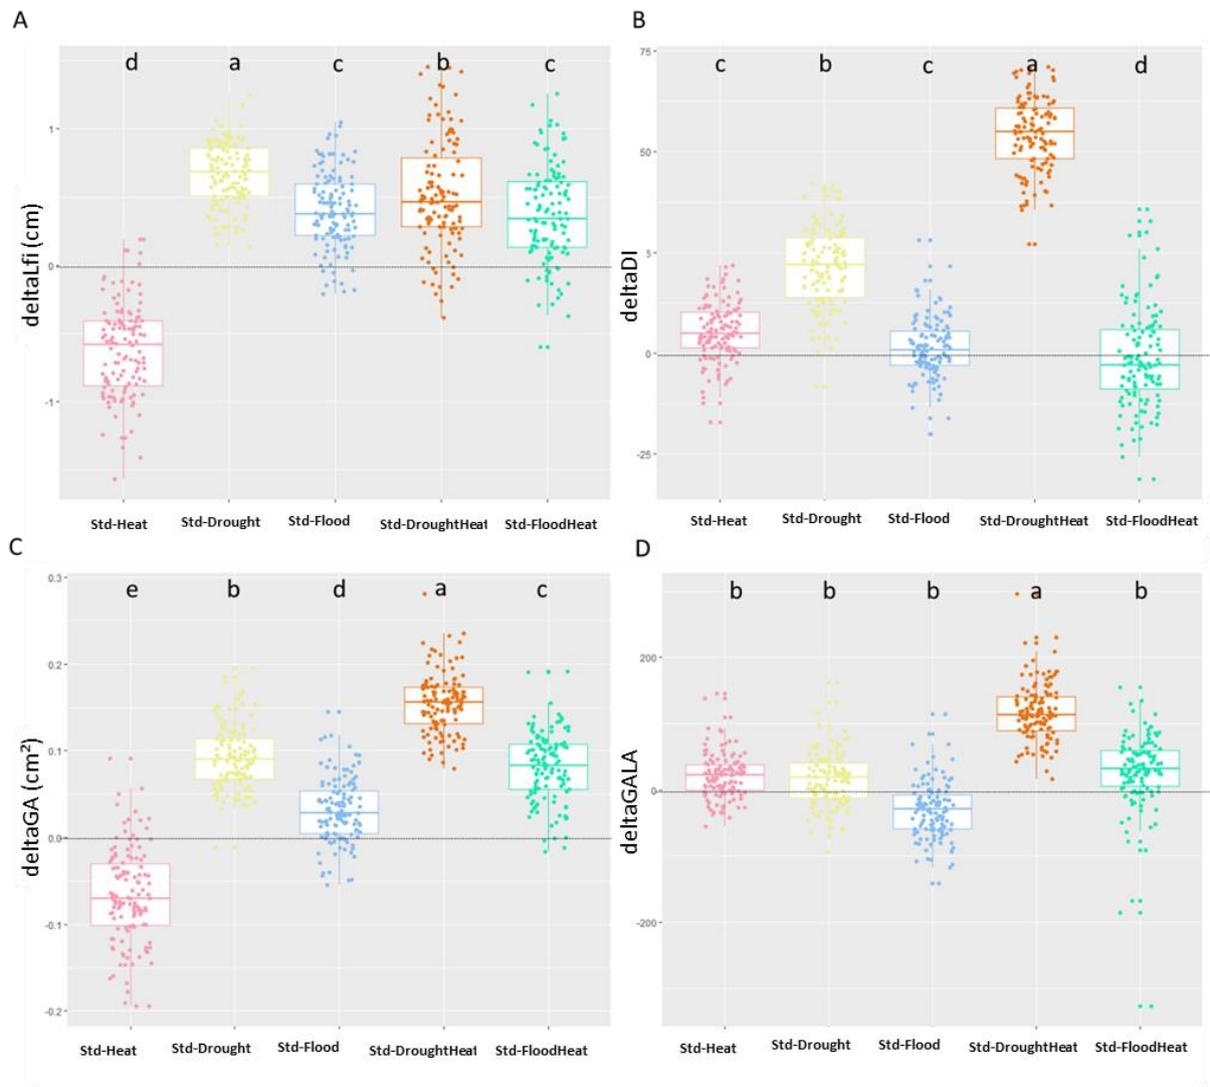 A
deltaLfi (cm)
1
0
-1
d a c b c
Std-Heat Std-Drought Std-Flood Std-DroughtHeat Std-FloodHeat
B
deltaDI
75
50
5
0
-25
c b c a d
Std-Heat Std-Drought Std-Flood Std-DroughtHeat Std-FloodHeat
C
deltaGA (cm²)
0.3
0.2
0.1
0.0
-0.1
-0.2
e b d a c
Std-Heat Std-Drought Std-Flood Std-DroughtHeat Std-FloodHeat
D
deltaGALA
200
0
-200
b b b a b
Std-Heat Std-Drought Std-Flood Std-DroughtHeat Std-FloodHeat